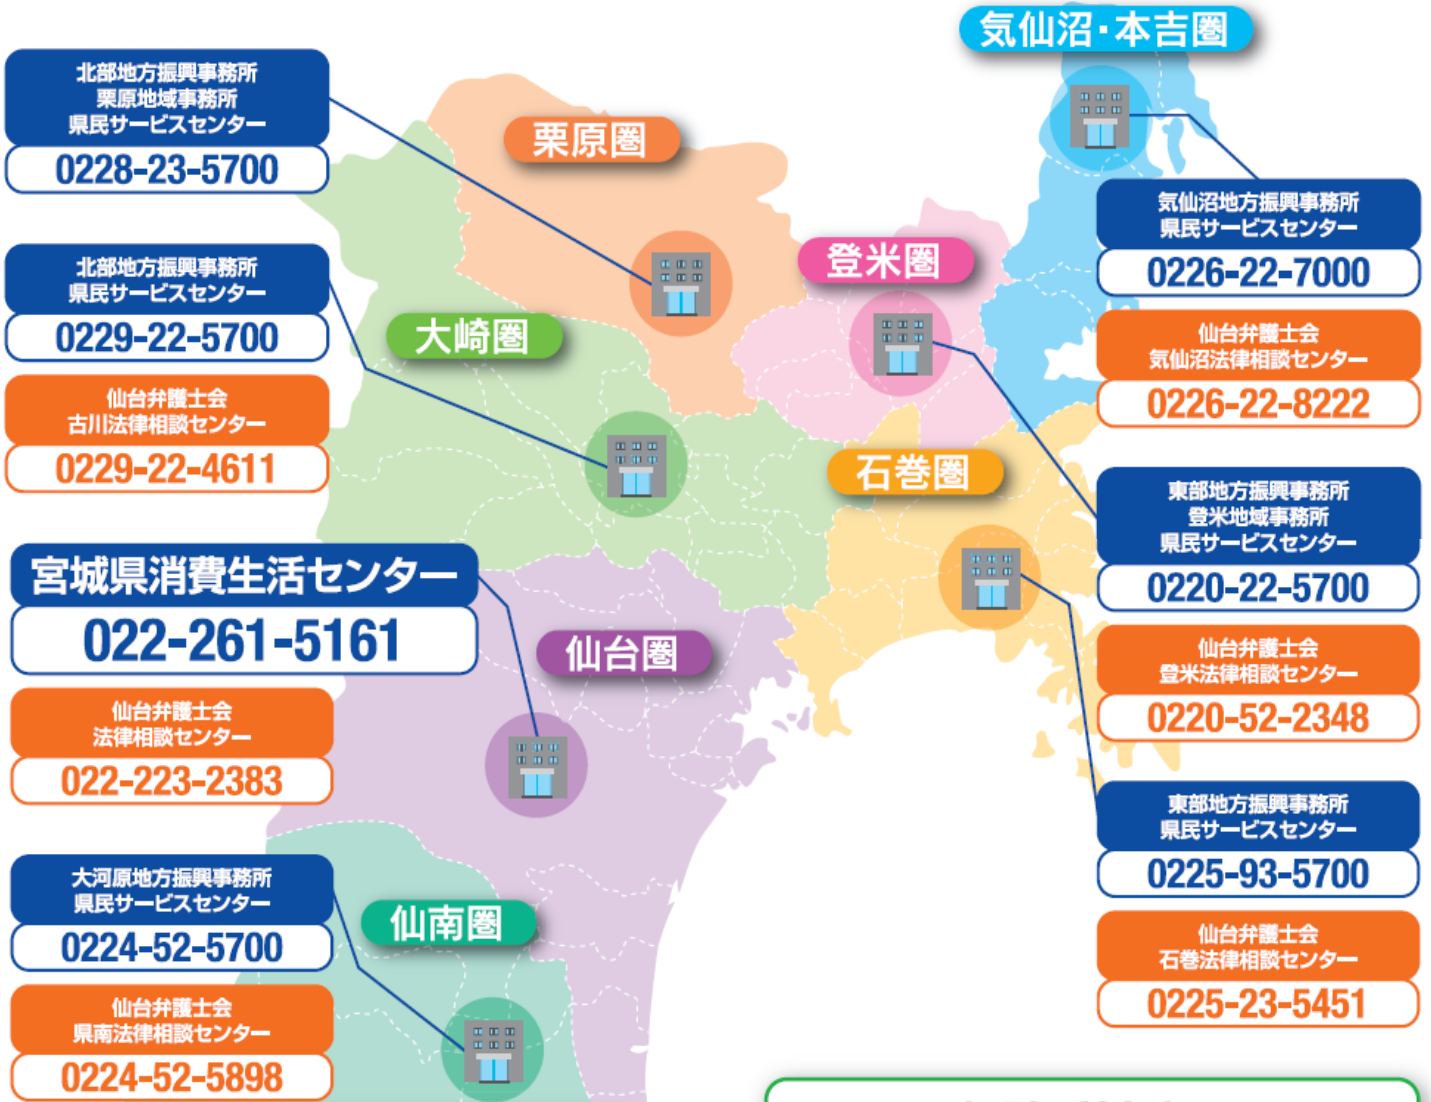 気仙沼・本吉圏
北部地方振興事務所
栗原地域事務所
県民サービスセンター
0228-23-5700
栗原圏
気仙沼地方振興事務所
県民サービスセンター
0226-22-7000
北部地方振興事務所
県民サービスセンター
0229-22-5700
登米圏
大崎圏
仙台弁護士会
気仙沼法律相談センター
0226-22-8222
仙台弁護士会
古川法律相談センター
0229-22-4611
石巻圏
東部地方振興事務所
登米地域事務所
県民サービスセンター
0220-22-5700
宮城県消費生活センター
022-261-5161
仙台圏
仙台弁護士会
登米法律相談センター
0220-52-2348
仙台弁護士会
法律相談センター
022-223-2383
東部地方振興事務所
県民サービスセンター
0225-93-5700
大河原地方振興事務所
県民サービスセンター
0224-52-5700
仙南圏
仙台弁護士会
石巻法律相談センター
0225-23-5451
仙台弁護士会
県南法律相談センター
0224-52-5898